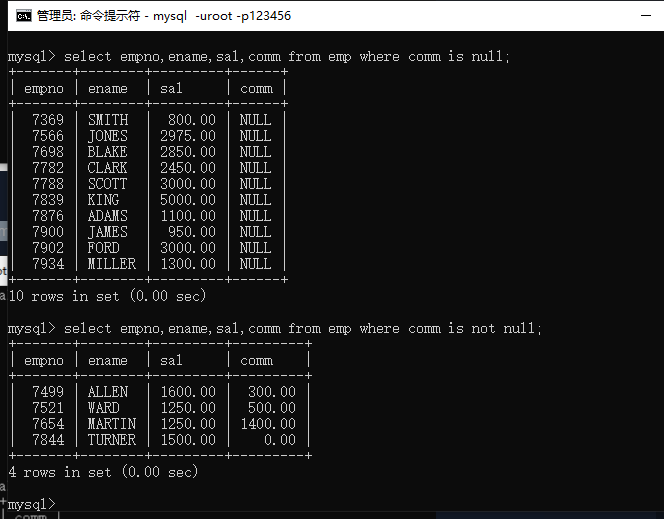 管理员: 命令提示符 - mysql  -uroot -p123456
mysql> select empno,ename,sal,comm from emp where comm is null;
+-------+--------+---------+------+
| empno | ename  | sal     | comm |
+-------+--------+---------+------+
|  7369 | SMITH  |  800.00 | NULL |
|  7566 | JONES  | 2975.00 | NULL |
|  7698 | BLAKE  | 2850.00 | NULL |
|  7782 | CLARK  | 2450.00 | NULL |
|  7788 | SCOTT  | 3000.00 | NULL |
|  7839 | KING   | 5000.00 | NULL |
|  7876 | ADAMS  | 1100.00 | NULL |
|  7900 | JAMES  |  950.00 | NULL |
|  7902 | FORD   | 3000.00 | NULL |
|  7934 | MILLER | 1300.00 | NULL |
+-------+--------+---------+------+
10 rows in set (0.00 sec)
mysql> select empno,ename,sal,comm from emp where comm is not null;
+-------+--------+---------+---------+
| empno | ename  | sal     | comm    |
+-------+--------+---------+---------+
|  7499 | ALLEN  | 1600.00 |  300.00 |
|  7521 | WARD   | 1250.00 |  500.00 |
|  7654 | MARTIN | 1250.00 | 1400.00 |
|  7844 | TURNER | 1500.00 |    0.00 |
+-------+--------+---------+---------+
4 rows in set (0.00 sec)
mysql>
| comm |